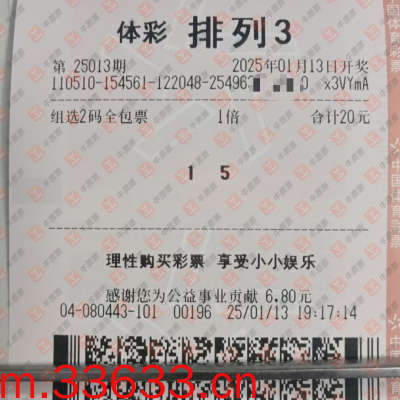 体彩 排列3
第 25013期 2025年01月13日开奖
110510-154561-122048-25496 0 x3VYmA
组选2码全包票 1倍 合计20元
1 5
理性购买彩票 享受小小娱乐
感谢您为公益事业贡献 6.80元
04-080443-101 00196 25/01/13 19:17:14
m.33633.com.cn